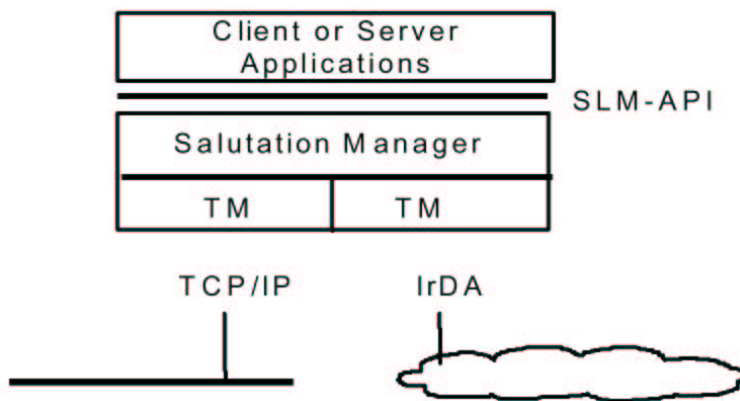 Client or Server
Applications
SLM-API
Salutation Manager
TM TM
TCP/IP IrDA